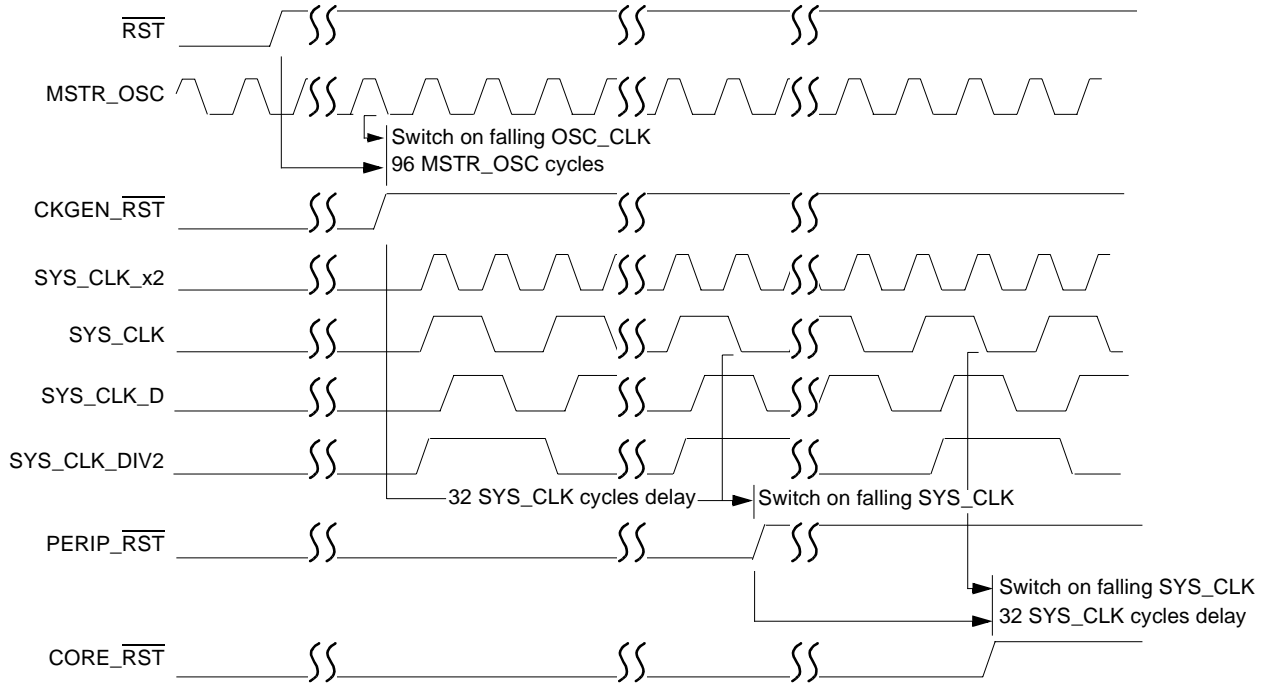 RST
MSTR_OSC
Switch on falling OSC_CLK
96 MSTR_OSC cycles
CKGEN_RST
SYS_CLK_x2
SYS_CLK
SYS_CLK_D
SYS_CLK_DIV2
32 SYS_CLK cycles delay
Switch on falling SYS_CLK
PERIP_RST
Switch on falling SYS_CLK
32 SYS_CLK cycles delay
CORE_RST